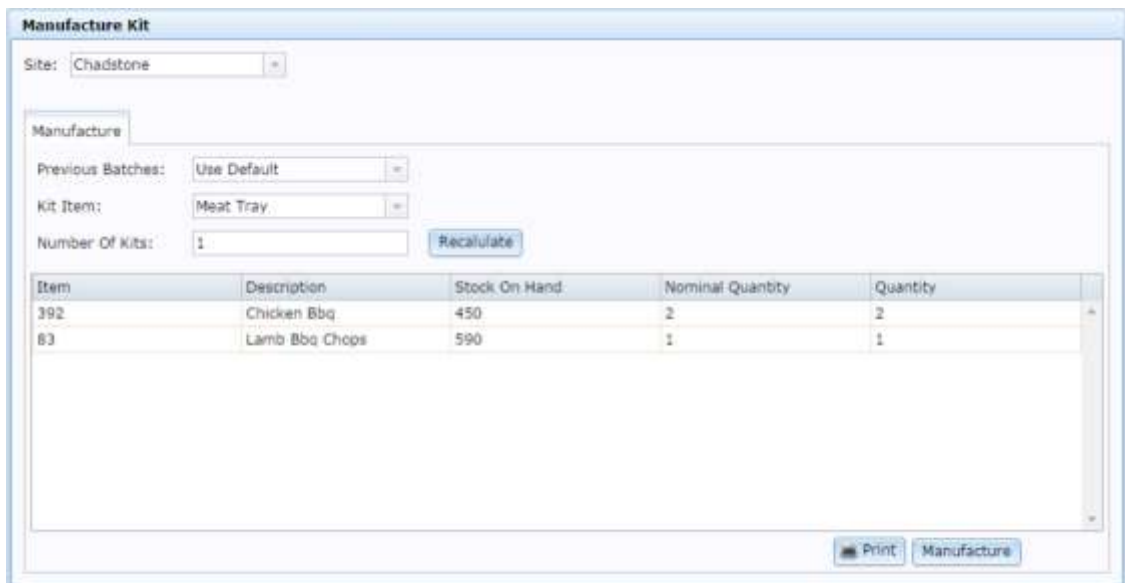 Manufacture Kit
Site: Chadstone
Manufacture
Previous Batches: Use Default
Kit Item: Meat Tray
Number Of Kits: 1 Recalulate
Item Description Stock On Hand Nominal Quantity Quantity
392 Chicken Bbq 450 2 2
83 Lamb Bbq Chops 590 1 1
Print Manufacture